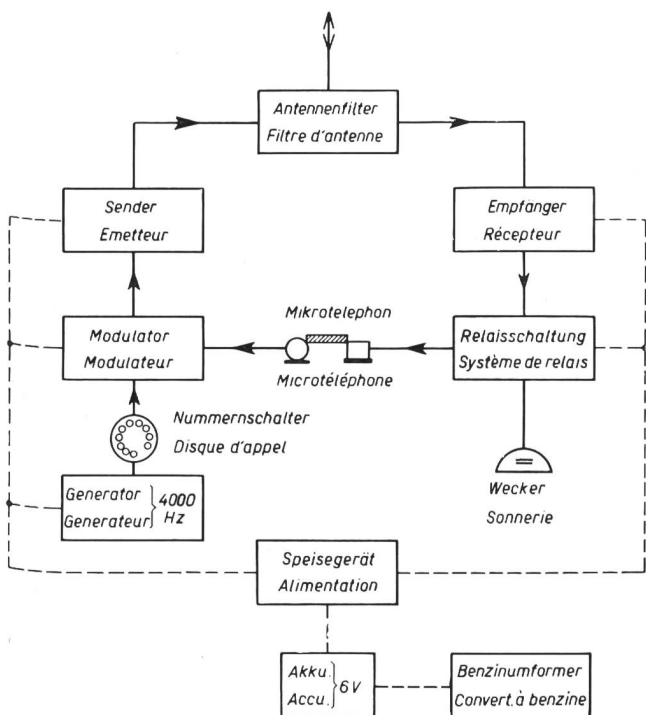 Antennenfilter
Filtre d'antenne
Sender
Emetteur
Empfänger
Récepteur
Modulator
Modulateur
Mikrotelephon
Microtéléphone
Relaisschaltung
Système de relais
Nummernschalter
Disque d'appel
Generator
Generateur
4000
Hz
Wecker
Sonnerie
Speisegerät
Alimentation
Akku.
Accu.
6V
Benzinumformer
Convert. à benzine